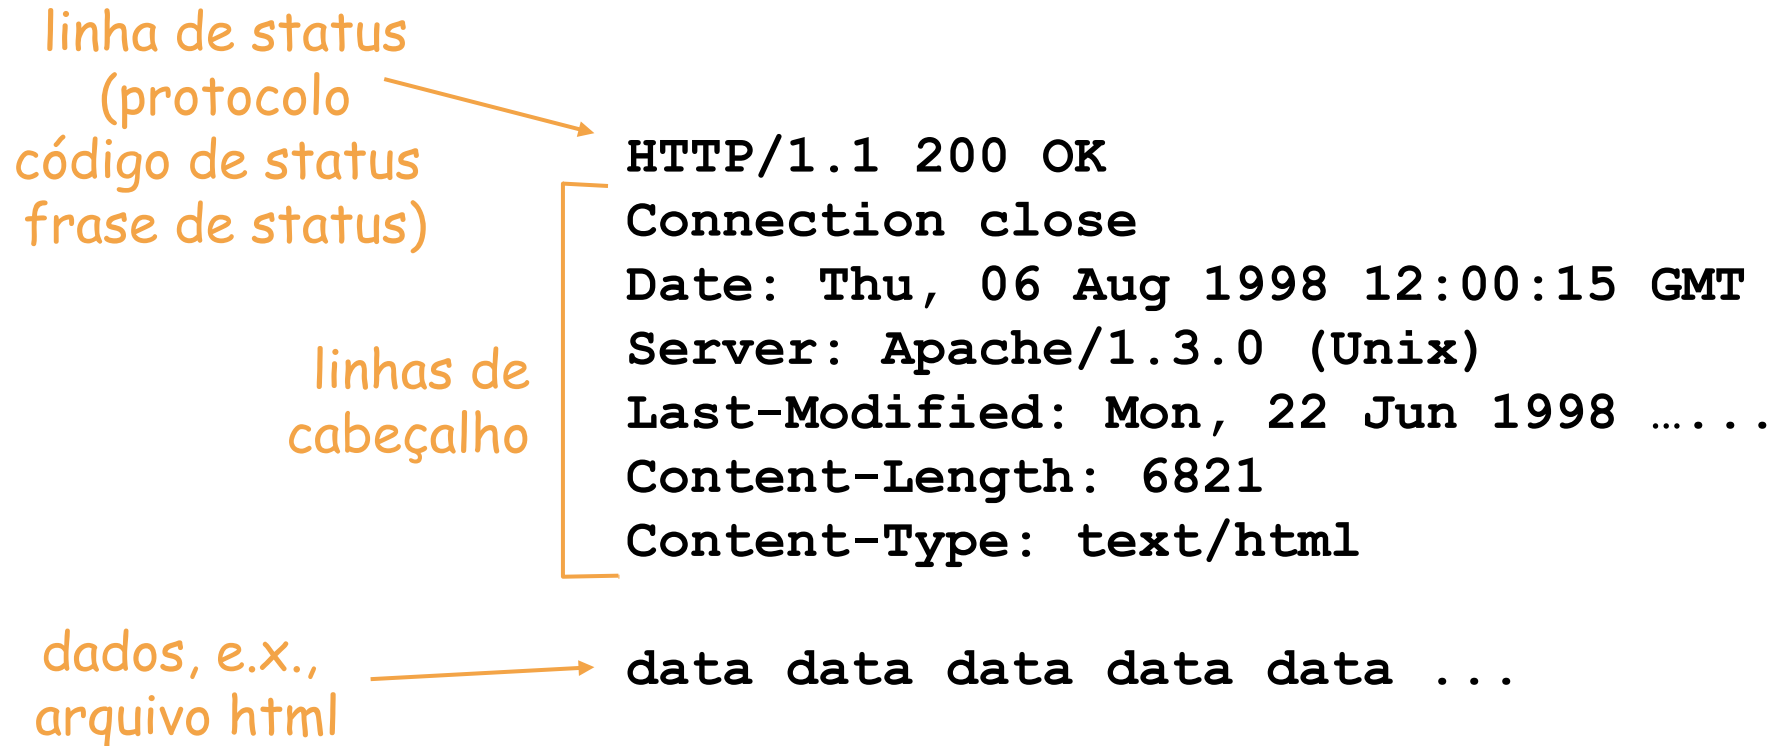 linha de status
(protocolo
código de status
frase de status)
HTTP/1.1 200 OK
Connection close
Date: Thu, 06 Aug 1998 12:00:15 GMT
Server: Apache/1.3.0 (Unix)
Last-Modified: Mon, 22 Jun 1998 …...
Content-Length: 6821
Content-Type: text/html
linhas de
cabeçalho
dados, e.x.,
arquivo html
data data data data data ...